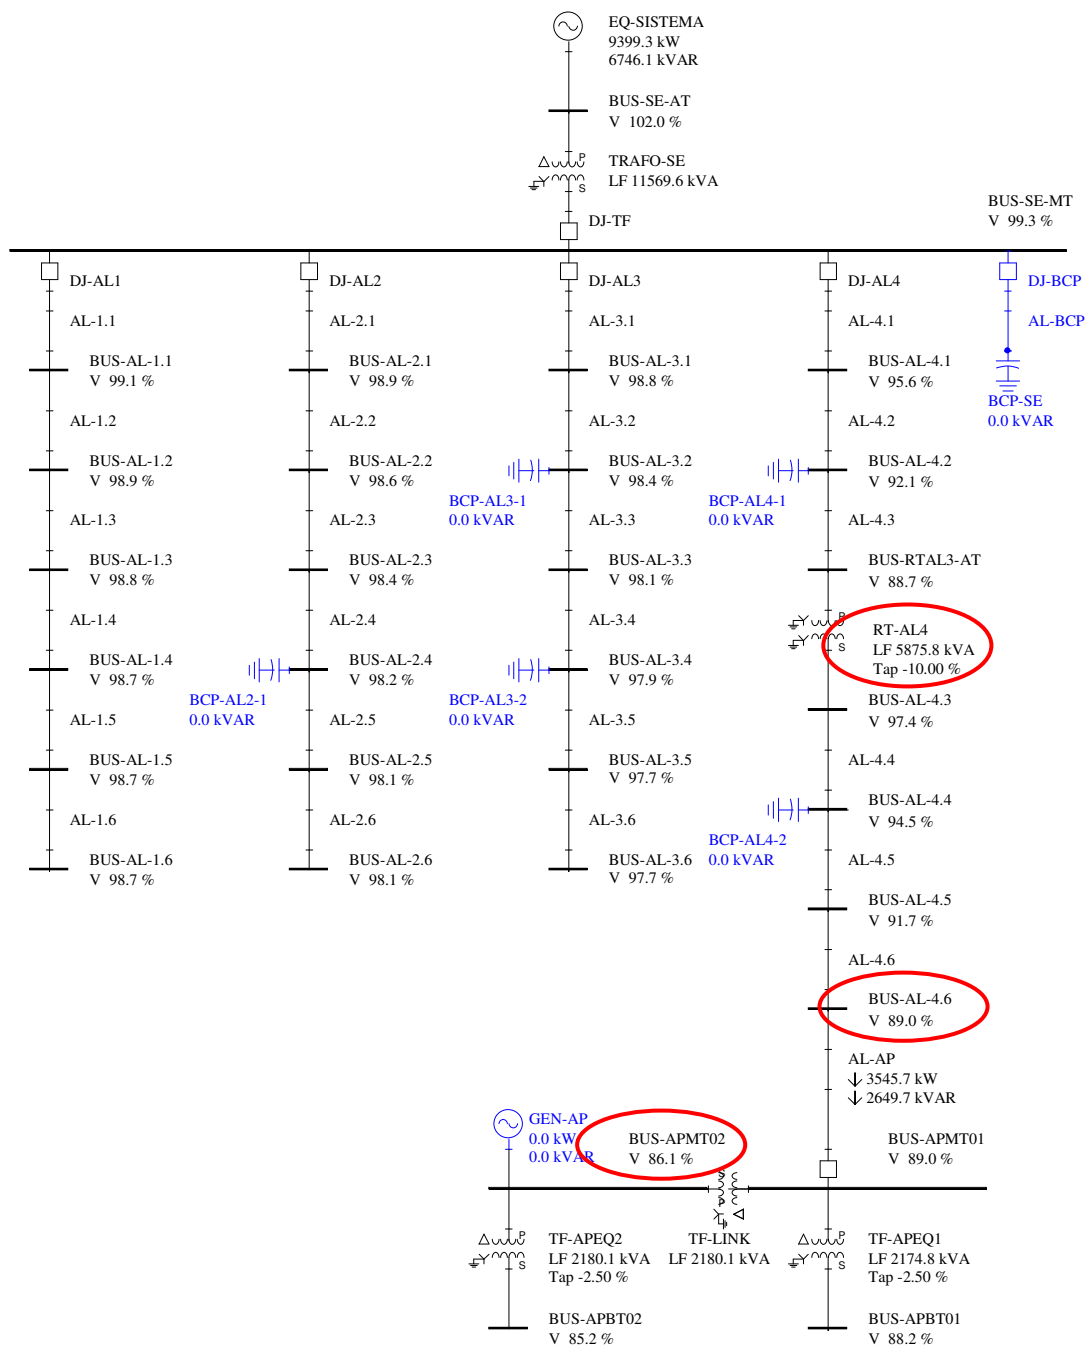 EQ-SISTEMA
9399.3 kW
6746.1 kVAR
BUS-SE-AT
V 102.0 %
P
TRAFO-SE
LF 11569.6 kVA
S
BUS-SE-MT
V 99.3 %
DJ-TF
DJ-AL1
DJ-AL2
DJ-AL3
DJ-AL4
DJ-BCP
AL-1.1
AL-2.1
AL-3.1
AL-4.1
AL-BCP
BUS-AL-1.1
V 99.1 %
BUS-AL-2.1
V 98.9 %
BUS-AL-3.1
V 98.8 %
BUS-AL-4.1
V 95.6 %
BCP-SE
0.0 kVAR
AL-1.2
AL-2.2
AL-3.2
AL-4.2
BUS-AL-1.2
V 98.9 %
BUS-AL-2.2
V 98.6 %
BUS-AL-3.2
V 98.4 %
BUS-AL-4.2
V 92.1 %
BCP-AL3-1
0.0 kVAR
BCP-AL4-1
0.0 kVAR
AL-1.3
AL-2.3
AL-3.3
AL-4.3
BUS-AL-1.3
V 98.8 %
BUS-AL-2.3
V 98.4 %
BUS-AL-3.3
V 98.1 %
BUS-RTAL3-AT
V 88.7 %
AL-1.4
AL-2.4
AL-3.4
P
RT-AL4
LF 5875.8 kVA
Tap -10.00 %
S
BUS-AL-1.4
V 98.7 %
BUS-AL-2.4
V 98.2 %
BUS-AL-3.4
V 97.9 %
BCP-AL2-1
0.0 kVAR
BCP-AL3-2
0.0 kVAR
BUS-AL-4.3
V 97.4 %
AL-1.5
AL-2.5
AL-3.5
AL-4.4
BUS-AL-1.5
V 98.7 %
BUS-AL-2.5
V 98.1 %
BUS-AL-3.5
V 97.7 %
BUS-AL-4.4
V 94.5 %
AL-1.6
AL-2.6
AL-3.6
BCP-AL4-2
0.0 kVAR
AL-4.5
BUS-AL-1.6
V 98.7 %
BUS-AL-2.6
V 98.1 %
BUS-AL-3.6
V 97.7 %
BUS-AL-4.5
V 91.7 %
AL-4.6
BUS-AL-4.6
V 89.0 %
AL-AP
3545.7 kW
2649.7 kVAR
GEN-AP
0.0 kW
0.0 kVAR
BUS-APMT02
V 86.1 %
BUS-APMT01
V 89.0 %
S
P
P
TF-APEQ2
LF 2180.1 kVA
Tap -2.50 %
S
TF-LINK
LF 2180.1 kVA
P
TF-APEQ1
LF 2174.8 kVA
Tap -2.50 %
S
BUS-APBT02
V 85.2 %
BUS-APBT01
V 88.2 %